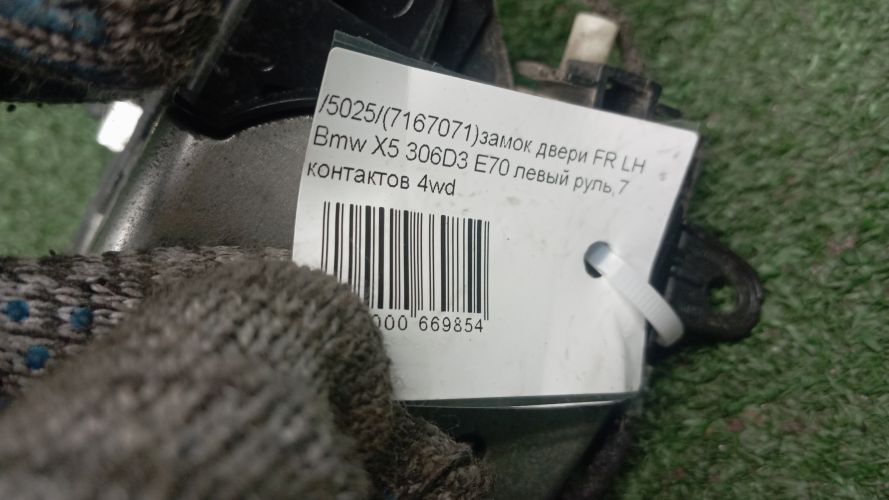 /5025/(7167071)замок двери FR LH
Bmw X5 306D3 E70 левый руль,7
контактов 4wd
000 669854